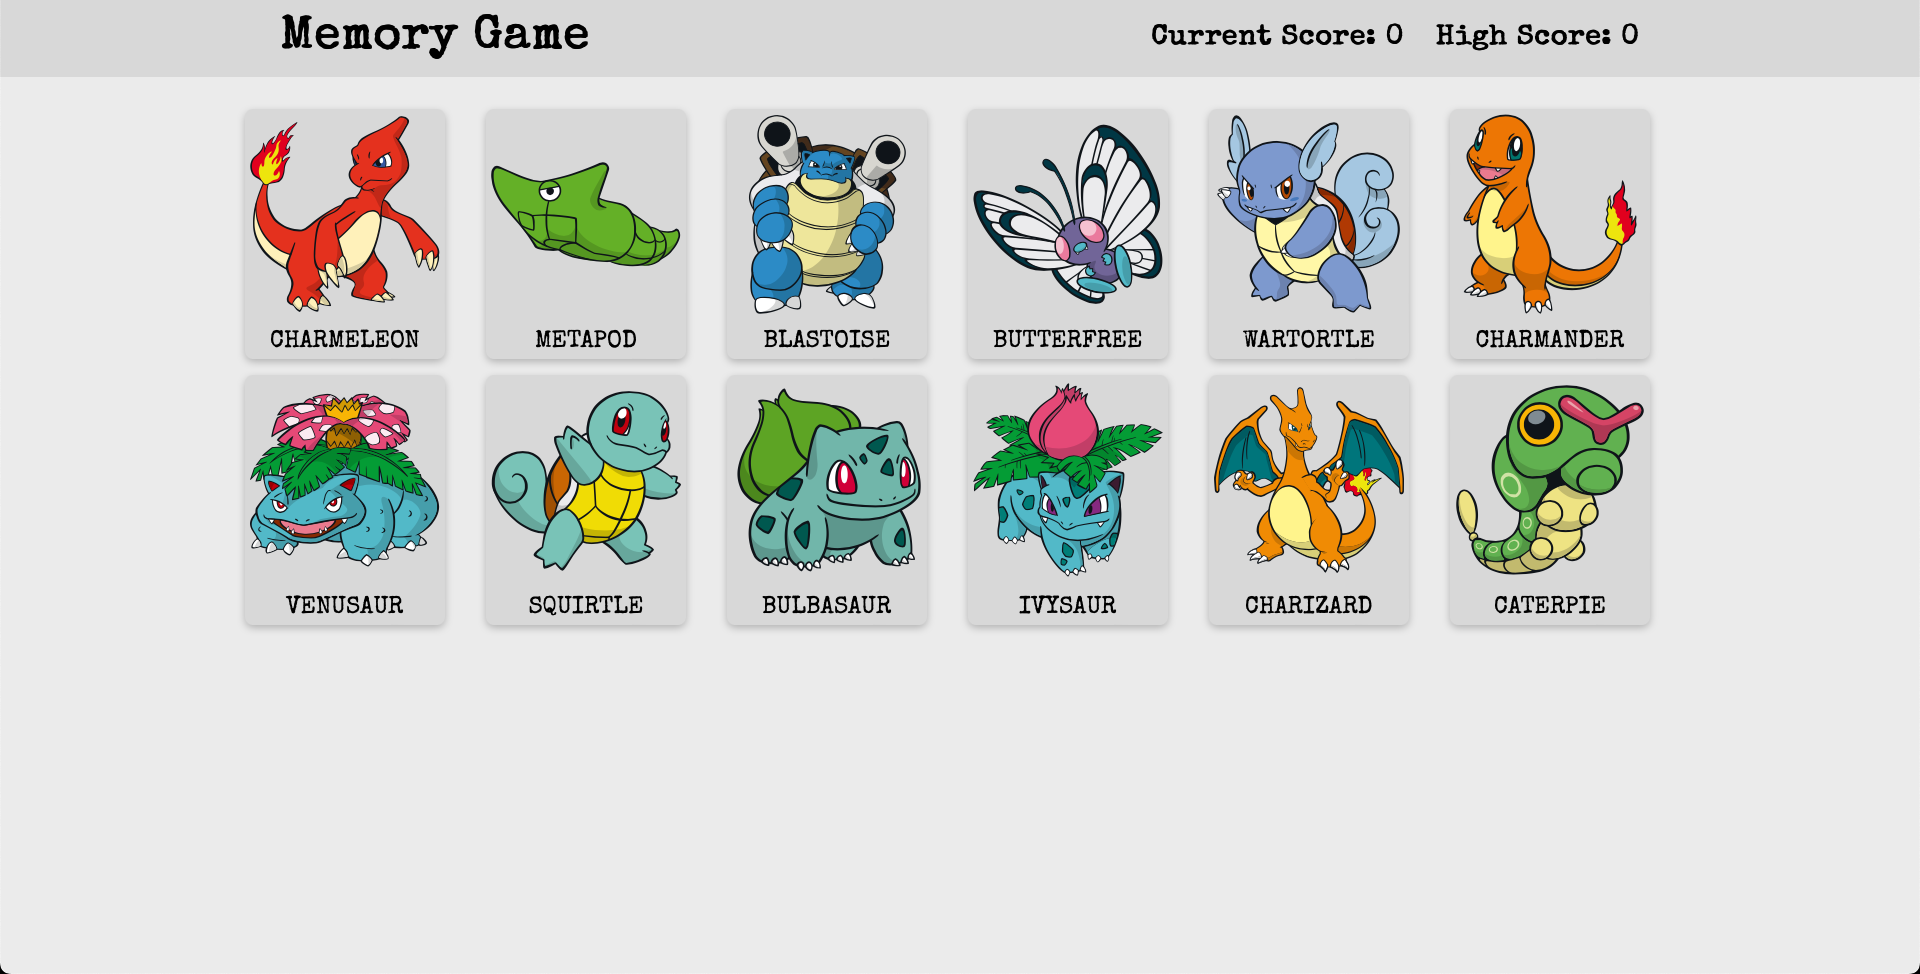 Memory Game
Current Score: 0 High Score: 0
CHARMELEON METAPOD BLASTOISE BUTTERFREE WARTORTLE CHARMANDER
VENUSAUR SQUIRTLE BULBASAUR IVYSAUR CHARIZARD CATERPIE